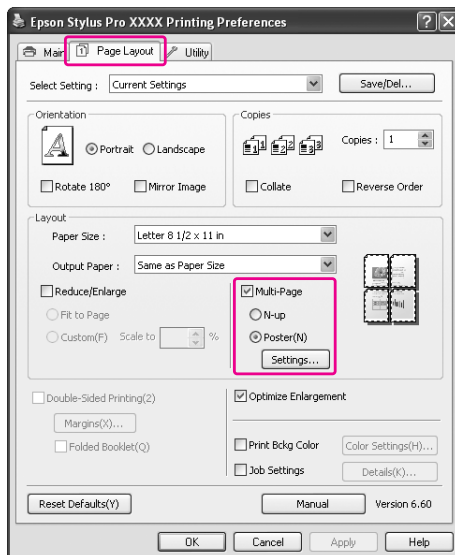 Epson Stylus Pro XXXX Printing Preferences
Main Page Layout Utility
Select Setting : Current Settings Save/Del...
Orientation Copies
Portrait Landscape Copies : 1
Rotate 180° Mirror Image Collate Reverse Order
Layout
Paper Size : Letter 8 1/2 x 11 in
Output Paper : Same as Paper Size
Reduce/Enlarge Multi-Page
Fit to Page N-up
Custom(F) Scale to % Poster(N)
Settings...
Double-Sided Printing(2) Optimize Enlargement
Margins(X)...
Folded Booklet(Q) Print Bckg Color Color Settings(H)...
Job Settings Details(K)...
Reset Defaults(Y) Manual Version 6.60
OK Cancel Apply Help